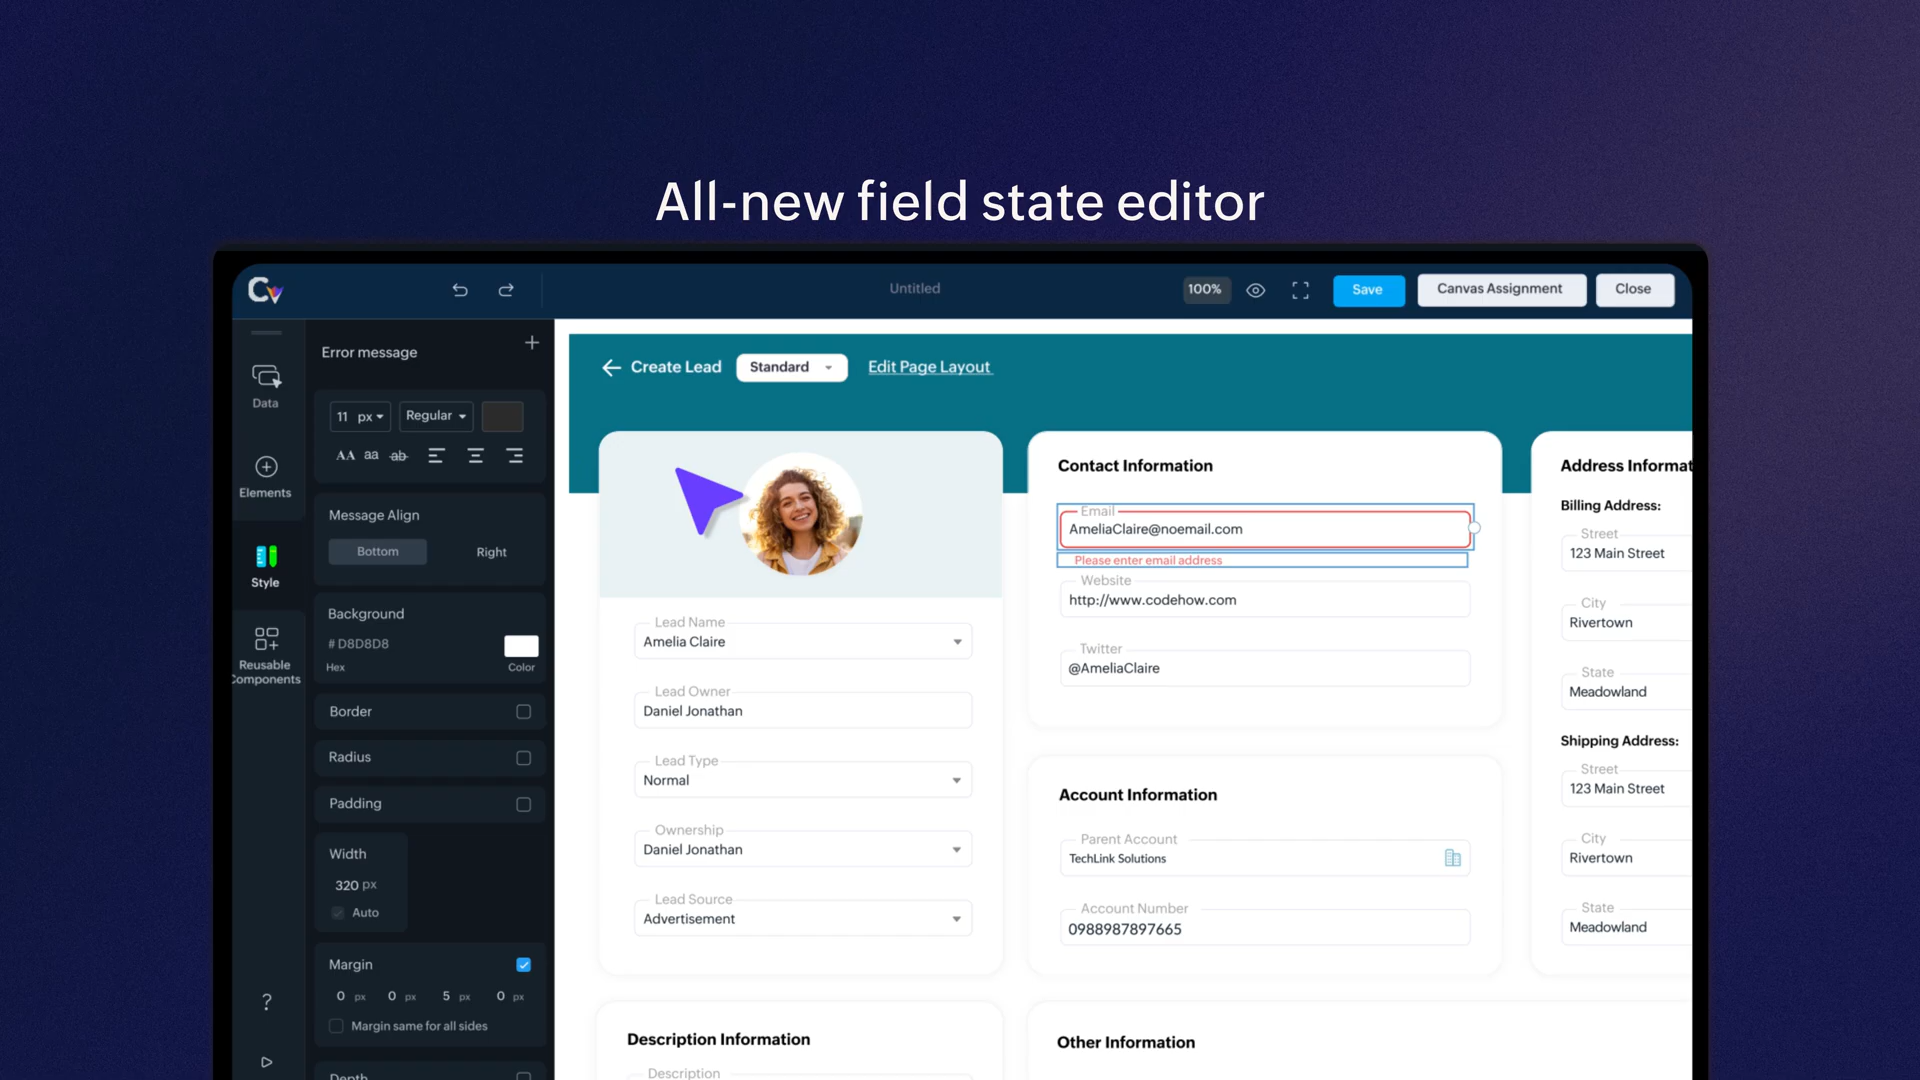 All-new field state editor
Cv
Untitled
100%
Save
Canvas Assignment
Close
Data
Elements
Style
Reusable
Components
Error message
11 px
Regular
AA aa ab
Message Align
Bottom
Right
Background
# D8D8D8
Hex
Color
Border
Radius
Padding
Width
320 px
Auto
Margin
0 px 0 px 5 px 0 px
Margin same for all sides
Depth
?
Create Lead
Standard
Edit Page Layout
Lead Name
Amelia Claire
Lead Owner
Daniel Jonathan
Lead Type
Normal
Ownership
Daniel Jonathan
Lead Source
Advertisement
Description Information
Description
Contact Information
Email
AmeliaClaire@noemail.com
Please enter email address
Website
http://www.codehow.com
Twitter
@AmeliaClaire
Account Information
Parent Account
TechLink Solutions
Account Number
0988987897665
Other Information
Address Informat
Billing Address:
Street
123 Main Street
City
Rivertown
State
Meadowland
Shipping Address:
Street
123 Main Street
City
Rivertown
State
Meadowland